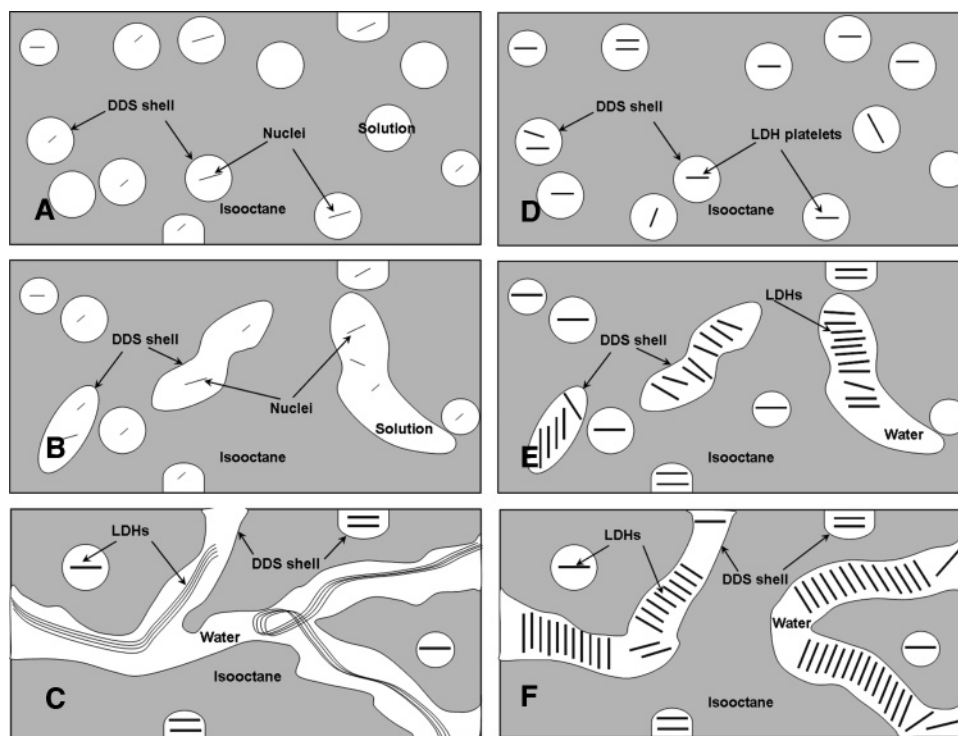 DDS shell
Nuclei
Solution
Isooctane
A
DDS shell
LDH platelets
Isooctane
D
DDS shell
Nuclei
Solution
Isooctane
B
LDHs
DDS shell
Water
Isooctane
E
LDHs
DDS shell
Water
Isooctane
C
LDHs
DDS shell
Water
Isooctane
F